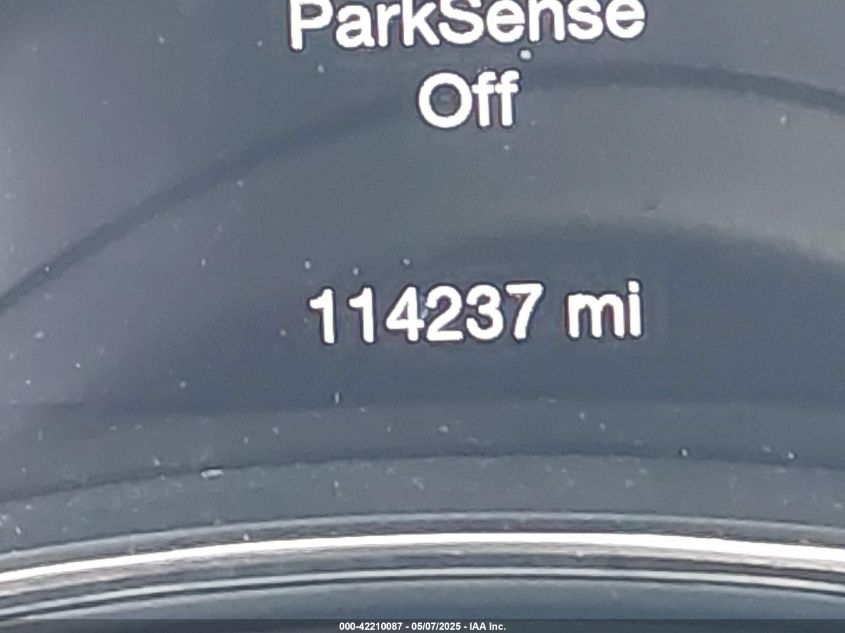 ParkSense
Off
114237 mi
000-42210087 - 05/07/2025 - IAA Inc.